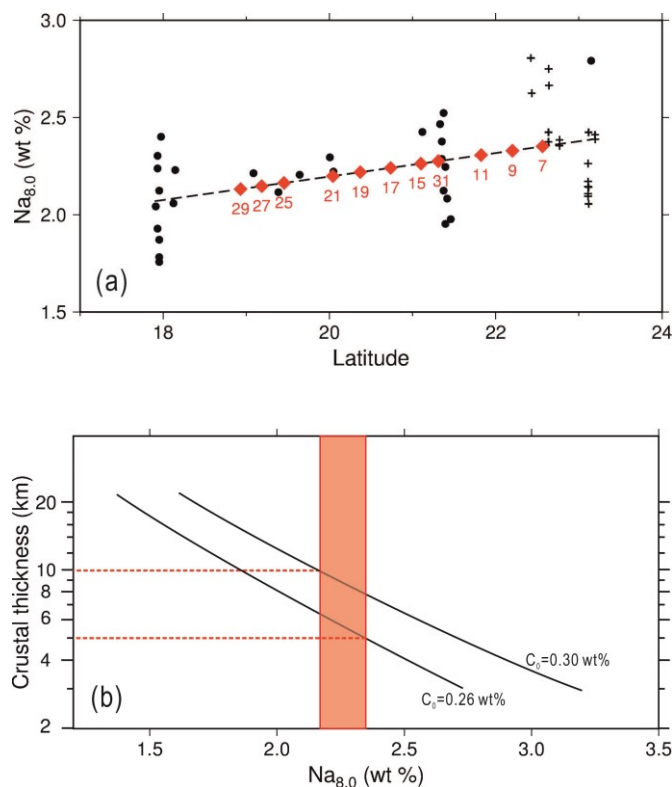 3.0
2.5
2.0
1.5
Na8.0 (wt %)
29 27 25 21 19 17 15 31 11 9 7
(a)
18 20 22 24
Latitude
20
10
8
6
4
2
Crustal thickness (km)
C0=0.30 wt%
C0=0.26 wt%
(b)
1.5 2.0 2.5 3.0 3.5
Na8.0 (wt %)